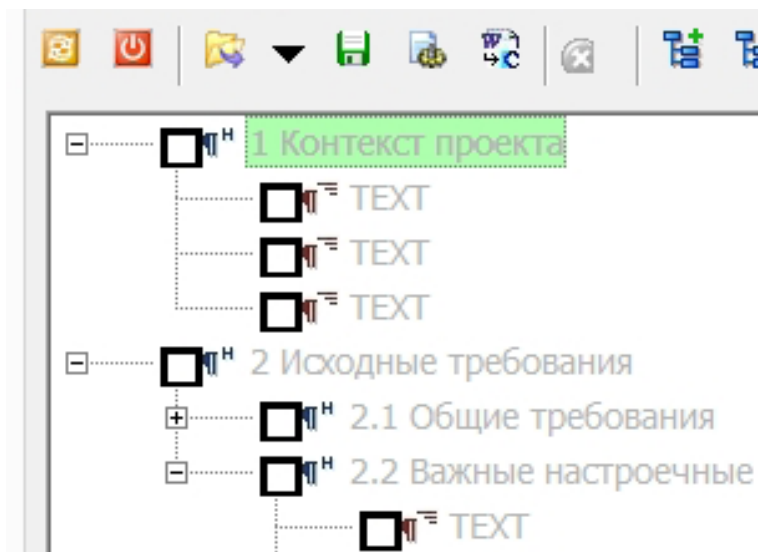 1 Контекст проекта
TEXT
TEXT
TEXT
2 Исходные требования
2.1 Общие требования
2.2 Важные настроечные
TEXT